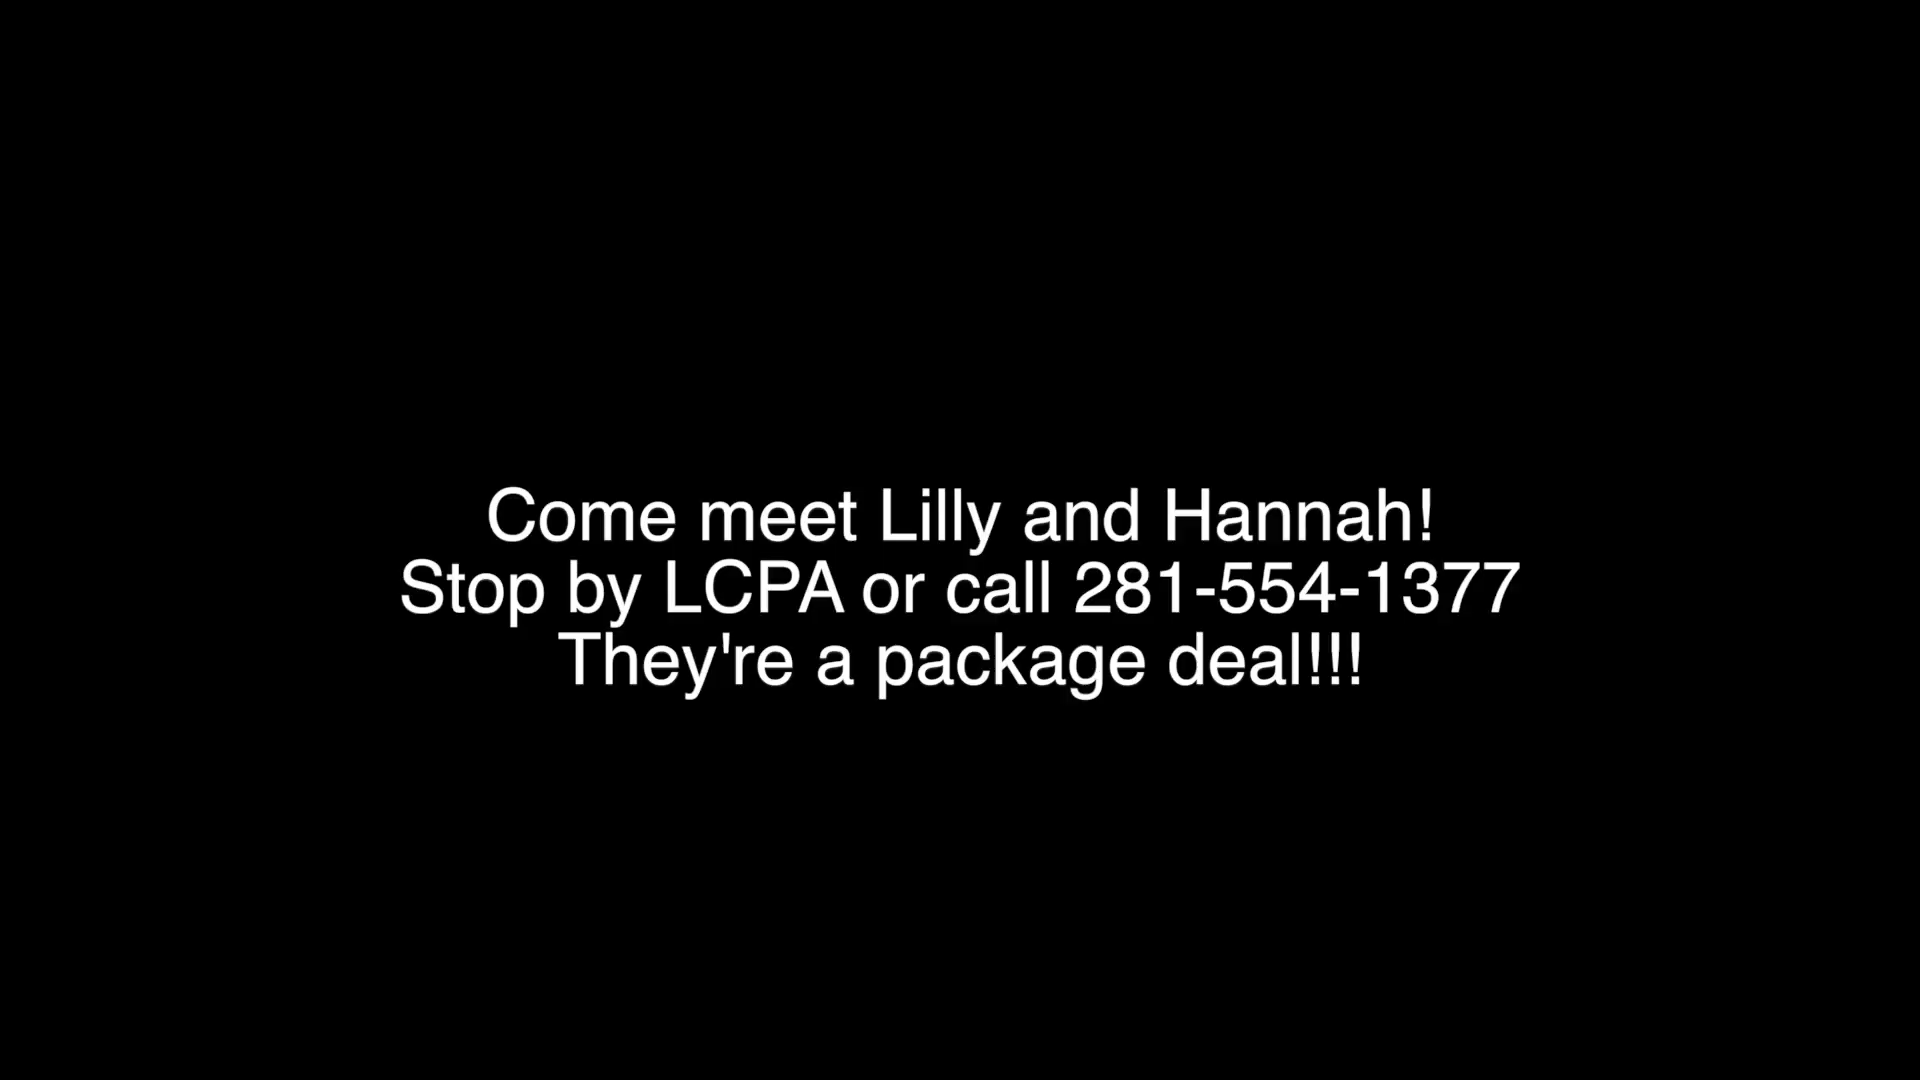 Come meet Lilly and Hannah!
Stop by LCPA or call 281-554-1377
They're a package deal!!!